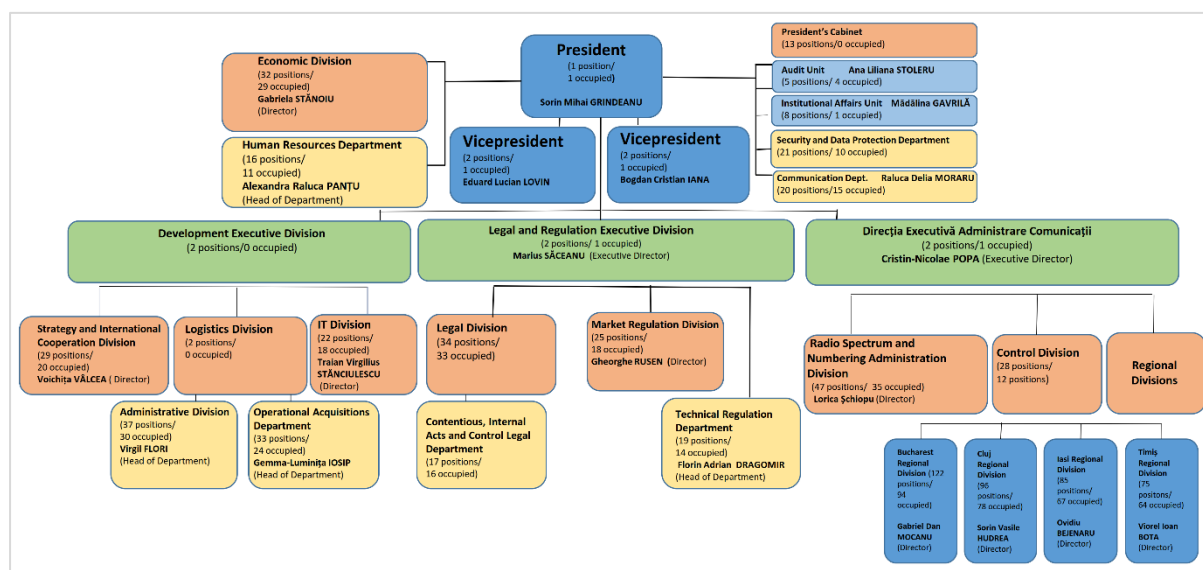 President
(1 position/
1 occupied)
Sorin Mihai GRINDEANU
Economic Division
(32 positions/
29 occupied)
Gabriela STĂNOIU
(Director)
Human Resources Department
(16 positions/
11 occupied)
Alexandra Raluca PANȚU
(Head of Department)
Vicepresident
(2 positions/
1 occupied)
Eduard Lucian LOVIN
Vicepresident
(2 positions/
1 occupied)
Bogdan Cristian IANA
President's Cabinet
(13 positions/0 occupied)
Audit Unit Ana Liliana STOLERU
(5 positions/ 4 occupied)
Institutional Affairs Unit Mădălina GAVRILĂ
(8 positions/ 1 occupied)
Security and Data Protection Department
(21 positions/ 10 occupied)
Communication Dept. Raluca Delia MORARU
(20 positions/15 occupied)
Development Executive Division
(2 positions/0 occupied)
Legal and Regulation Executive Division
(2 positions/ 1 occupied)
Marius SĂCEANU (Executive Director)
Direcția Executivă Administrare Comunicații
(2 positions/1 occupied)
Cristin-Nicolae POPA (Executive Director)
Strategy and International
Cooperation Division
(29 positions/
20 occupied)
Voichița VÂLCEA ( Director)
Logistics Division
(2 positions/
0 occupied)
IT Division
(22 positions/
18 occupied)
Traian Virgilius
STĂNCIULESCU
(Director)
Legal Division
(34 positions/
33 occupied)
Market Regulation Division
(25 positions/
18 occupied)
Gheorghe RUSEN (Director)
Radio Spectrum and
Numbering Administration
Division
(47 positions/ 35 occupied)
Lorica Șchiopu (Director)
Control Division
(28 positions/
12 positions)
Regional
Divisions
Administrative Division
(37 positions/
30 occupied)
Virgil FLORI
(Head of Department)
Operational Acquisitions
Department
(33 positions/
24 occupied)
Gemma-Luminița IOSIP
(Head of Department)
Contentious, Internal
Acts and Control Legal
Department
(17 positions/
16 occupied)
Technical Regulation
Department
(19 positions/
14 occupied)
Florin Adrian DRAGOMIR
(Head of Department)
Bucharest
Regional
Division (122
positions/
94
occupied)
Gabriel Dan
MOCANU
(Director)
Cluj
Regional
Division
(96
positions/
78 occupied)
Sorin Vasile
HUDREA
(Director)
Iasi Regional
Division
(85
positions/
67 occupied)
Ovidiu
BEJENARU
(Director)
Timiș
Regional
Division
(75
positons/
64 occupied)
Viorel Ioan
BOTA
(Director)